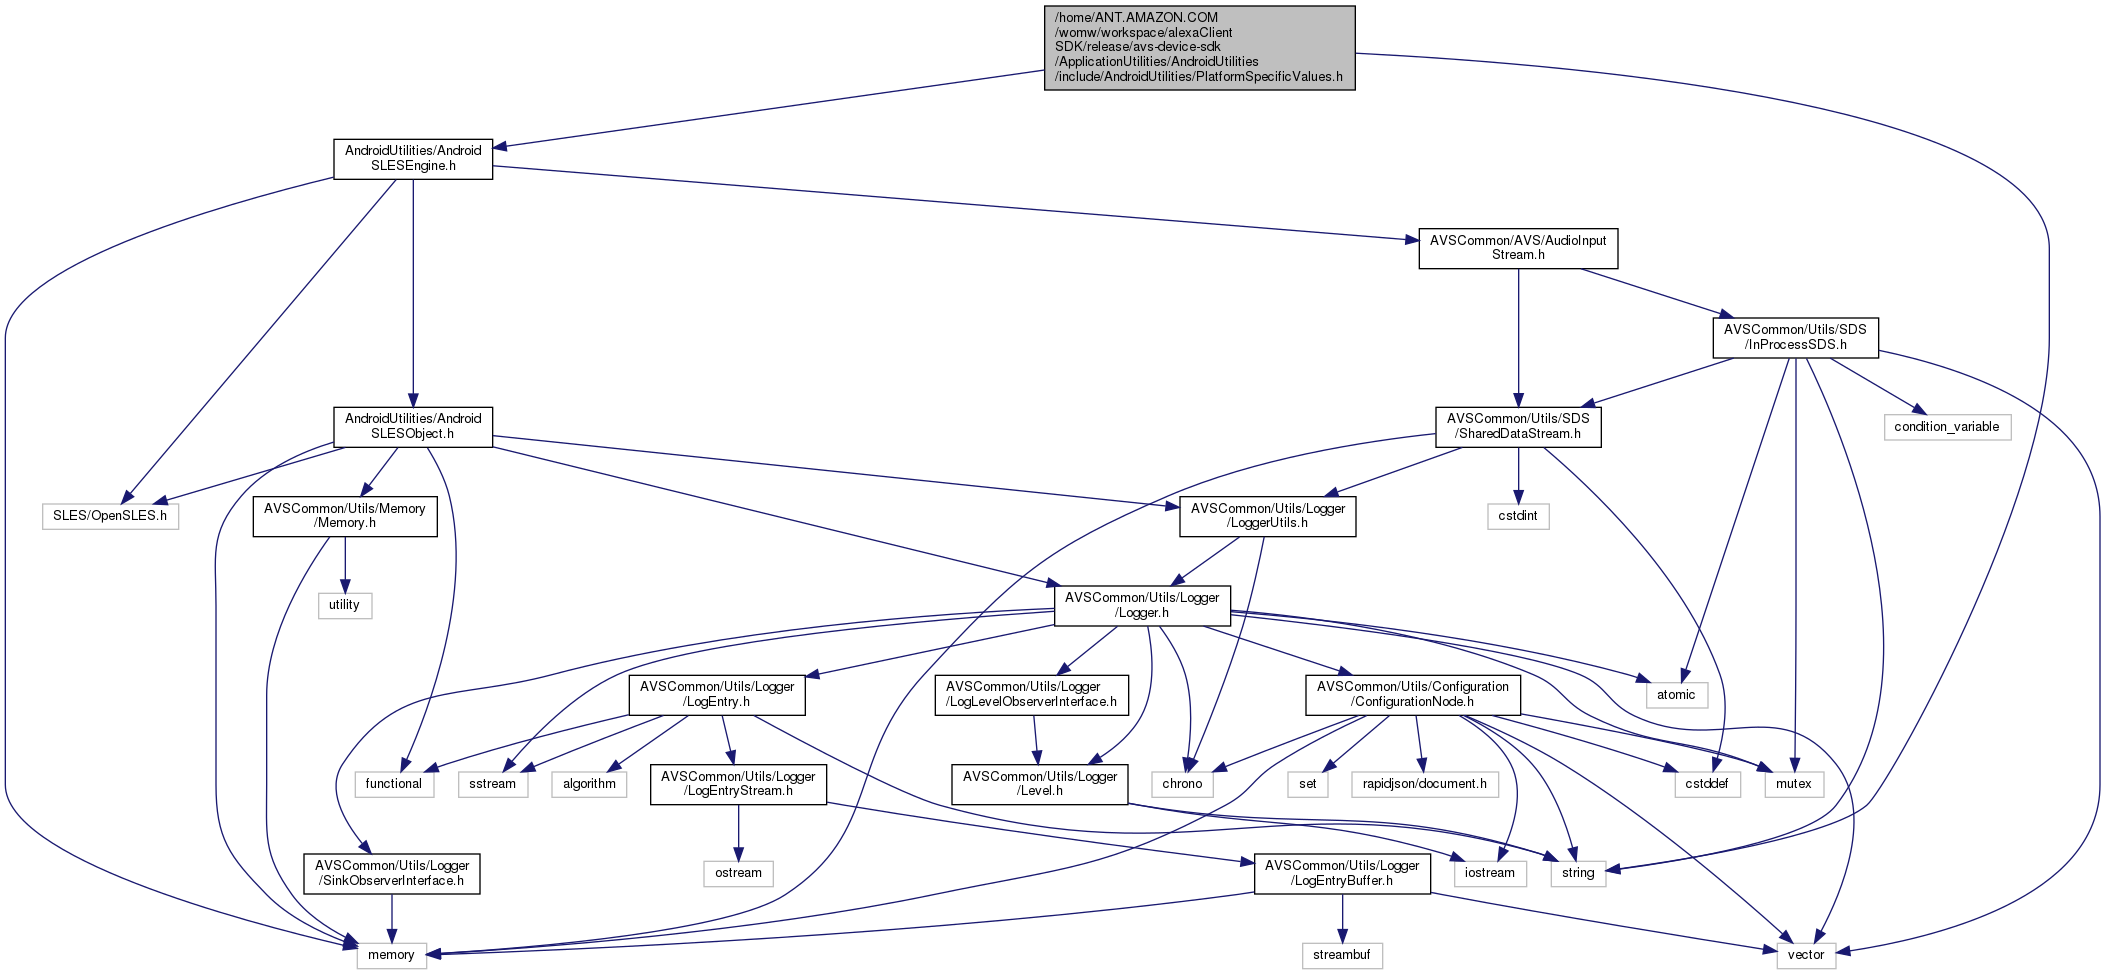 /home/ANT.AMAZON.COM
/womw/workspace/alexaClient
SDK/release/avs-device-sdk
/ApplicationUtilities/AndroidUtilities
/include/AndroidUtilities/PlatformSpecificValues.h
AndroidUtilities/Android
SLESEngine.h
AVSCommon/AVS/AudioInput
Stream.h
AVSCommon/Utils/SDS
/InProcessSDS.h
AndroidUtilities/Android
SLESObject.h
AVSCommon/Utils/SDS
/SharedDataStream.h
condition_variable
SLES/OpenSLES.h
AVSCommon/Utils/Memory
/Memory.h
AVSCommon/Utils/Logger
/LoggerUtils.h
cstdint
utility
AVSCommon/Utils/Logger
/Logger.h
AVSCommon/Utils/Logger
/LogEntry.h
AVSCommon/Utils/Logger
/LogLevelObserverInterface.h
AVSCommon/Utils/Configuration
/ConfigurationNode.h
atomic
functional
sstream
algorithm
AVSCommon/Utils/Logger
/LogEntryStream.h
AVSCommon/Utils/Logger
/Level.h
chrono
set
rapidjson/document.h
cstddef
mutex
AVSCommon/Utils/Logger
/SinkObserverInterface.h
ostream
AVSCommon/Utils/Logger
/LogEntryBuffer.h
iostream
string
memory
streambuf
vector